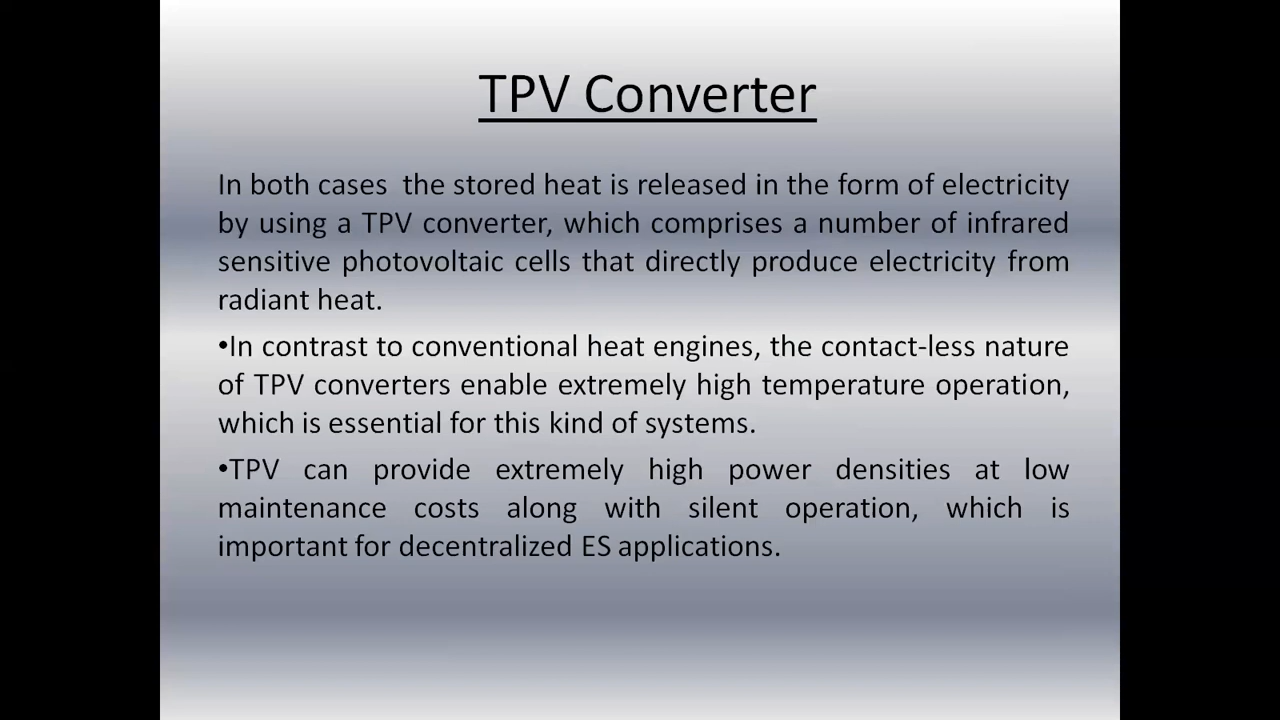 TPV Converter
In both cases the stored heat is released in the form of electricity
by using a TPV converter, which comprises a number of infrared
sensitive photovoltaic cells that directly produce electricity from
radiant heat.
•In contrast to conventional heat engines, the contact-less nature
of TPV converters enable extremely high temperature operation,
which is essential for this kind of systems.
•TPV can provide extremely high power densities at low
maintenance costs along with silent operation, which is
important for decentralized ES applications.